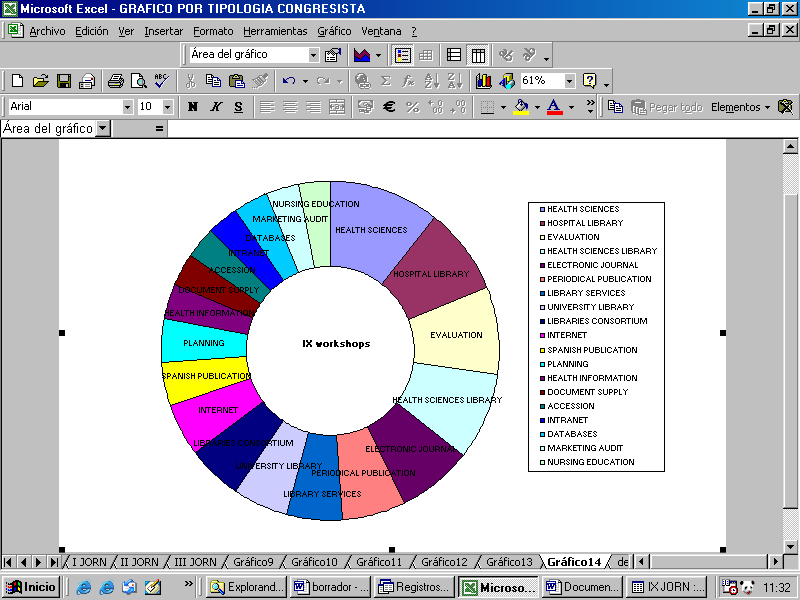 Microsoft Excel - GRAFICO POR TIPOLOGIA CONGRESISTA
Archivo Edición Ver Insertar Formato Herramientas Gráfico Ventana ?
Área del gráfico
61%
Arial 10 N K S € % Pegar todo Elementos
Área del gráfico =
NURSING EDUCATION
MARKETING AUDIT
HEALTH SCIENCES
DATABASES
INTRANET
ACCESSION
HOSPITAL LIBRARY
DOCUMENT SUPPLY
HEALTH INFORMATION
EVALUATION
PLANNING
IX workshops
SPANISH PUBLICATION
HEALTH SCIENCES LIBRARY
INTERNET
LIBRARIES CONSORTIUM
ELECTRONIC JOURNAL
UNIVERSITY LIBRARY
PERIODICAL PUBLICATION
LIBRARY SERVICES
HEALTH SCIENCES
HOSPITAL LIBRARY
EVALUATION
HEALTH SCIENCES LIBRARY
ELECTRONIC JOURNAL
PERIODICAL PUBLICATION
LIBRARY SERVICES
UNIVERSITY LIBRARY
LIBRARIES CONSORTIUM
INTERNET
SPANISH PUBLICATION
PLANNING
HEALTH INFORMATION
DOCUMENT SUPPLY
ACCESSION
INTRANET
DATABASES
MARKETING AUDIT
NURSING EDUCATION
I JORN II JORN III JORN Gráfico9 Gráfico10 Gráfico11 Gráfico12 Gráfico13 Gráfico14 de
Inicio Explorand... borrador - ... Registros... Microso... Documen... IX JORN :... 11:32